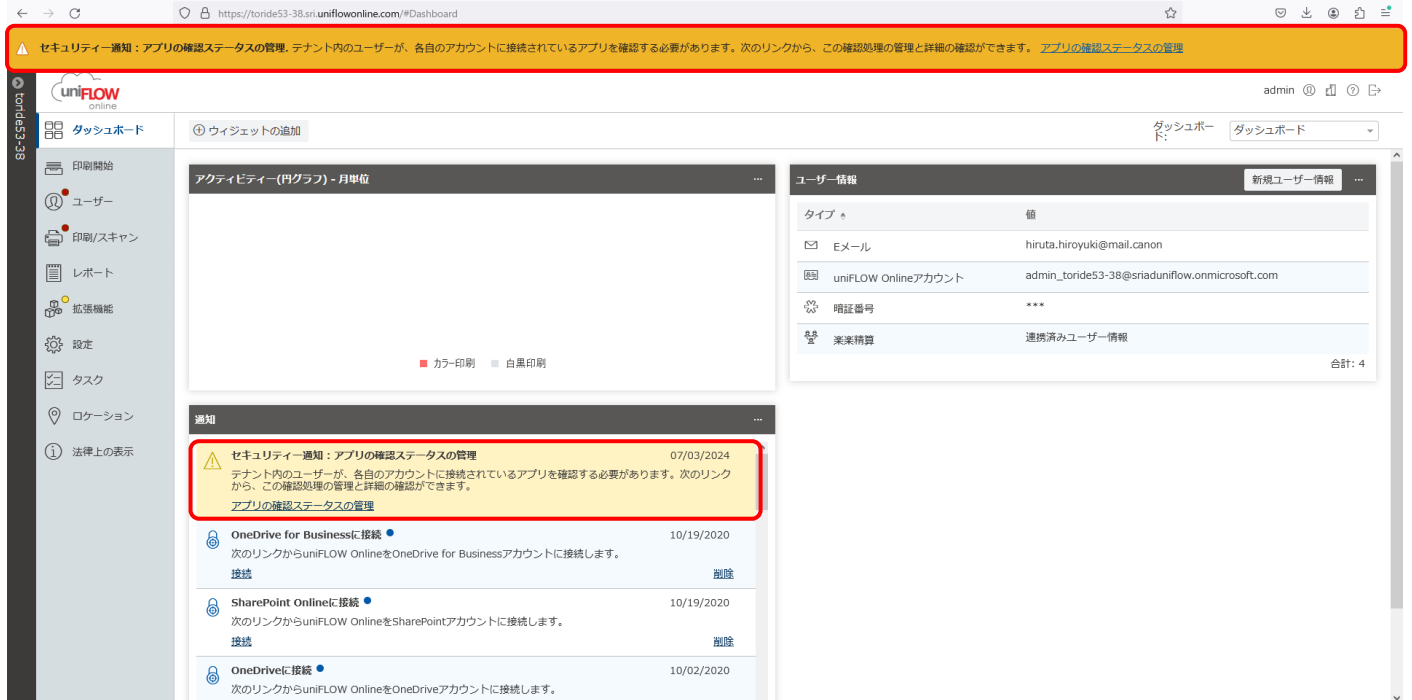 https://toride53-38.sri.uniflowonline.com/#Dashboard
セキュリティー通知：アプリの確認ステータスの管理. テナント内のユーザーが、各自のアカウントに接続されているアプリを確認する必要があります。次のリンクから、この確認処理の管理と詳細の確認ができます。 アプリの確認ステータスの管理
toride53-38
uniFLOW
online
admin
ダッシュボード
ウィジェットの追加
ダッシュボー
ド:
ダッシュボード
印刷開始
ユーザー
印刷/スキャン
レポート
拡張機能
設定
タスク
ロケーション
法律上の表示
アクティビティー(円グラフ) - 月単位 ...
カラー印刷 白黒印刷
ユーザー情報 新規ユーザー情報 ...
タイプ 値
Eメール hiruta.hiroyuki@mail.canon
uniFLOW Onlineアカウント admin_toride53-38@sriaduniflow.onmicrosoft.com
暗証番号 ***
楽楽精算 連携済みユーザー情報
合計: 4
通知 ...
セキュリティー通知：アプリの確認ステータスの管理 07/03/2024
テナント内のユーザーが、各自のアカウントに接続されているアプリを確認する必要があります。次のリンク
から、この確認処理の管理と詳細の確認ができます。
アプリの確認ステータスの管理
OneDrive for Businessに接続 10/19/2020
次のリンクからuniFLOW OnlineをOneDrive for Businessアカウントに接続します。
接続 削除
SharePoint Onlineに接続 10/19/2020
次のリンクからuniFLOW OnlineをSharePointアカウントに接続します。
接続 削除
OneDriveに接続 10/02/2020
次のリンクからuniFLOW OnlineをOneDriveアカウントに接続します。